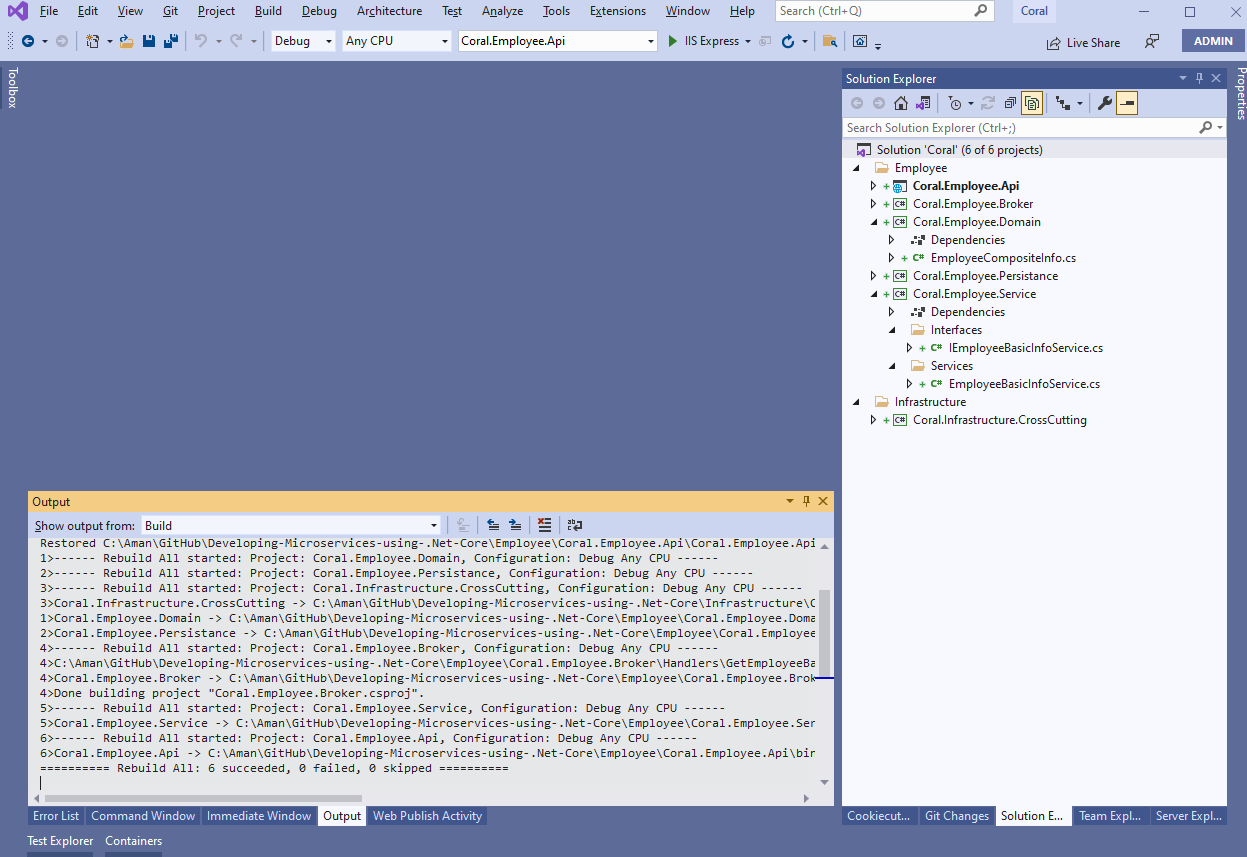 File Edit View Git Project Build Debug Architecture Test Analyze Tools Extensions Window Help Search (Ctrl+Q) Coral
Debug Any CPU Coral.Employee.Api IIS Express Live Share ADMIN
Toolbox
Properties
Solution Explorer
Search Solution Explorer (Ctrl+;)
Solution 'Coral' (6 of 6 projects)
Employee
Coral.Employee.Api
C# Coral.Employee.Broker
C# Coral.Employee.Domain
Dependencies
C# EmployeeCompositeInfo.cs
C# Coral.Employee.Persistance
C# Coral.Employee.Service
Dependencies
Interfaces
C# IEmployeeBasicInfoService.cs
Services
C# EmployeeBasicInfoService.cs
Infrastructure
C# Coral.Infrastructure.CrossCutting
Output
Show output from: Build
Restored C:\Aman\GitHub\Developing-Microservices-using-.Net-Core\Employee\Coral.Employee.Api\Coral.Employee.Api
1>------ Rebuild All started: Project: Coral.Employee.Domain, Configuration: Debug Any CPU ------
2>------ Rebuild All started: Project: Coral.Employee.Persistance, Configuration: Debug Any CPU ------
3>------ Rebuild All started: Project: Coral.Infrastructure.CrossCutting, Configuration: Debug Any CPU ------
3>Coral.Infrastructure.CrossCutting -> C:\Aman\GitHub\Developing-Microservices-using-.Net-Core\Infrastructure\C
1>Coral.Employee.Domain -> C:\Aman\GitHub\Developing-Microservices-using-.Net-Core\Employee\Coral.Employee.Doma
2>Coral.Employee.Persistance -> C:\Aman\GitHub\Developing-Microservices-using-.Net-Core\Employee\Coral.Employee
4>------ Rebuild All started: Project: Coral.Employee.Broker, Configuration: Debug Any CPU ------
4>C:\Aman\GitHub\Developing-Microservices-using-.Net-Core\Employee\Coral.Employee.Broker\Handlers\GetEmployeeBa
4>Coral.Employee.Broker -> C:\Aman\GitHub\Developing-Microservices-using-.Net-Core\Employee\Coral.Employee.Brok
4>Done building project "Coral.Employee.Broker.csproj".
5>------ Rebuild All started: Project: Coral.Employee.Service, Configuration: Debug Any CPU ------
5>Coral.Employee.Service -> C:\Aman\GitHub\Developing-Microservices-using-.Net-Core\Employee\Coral.Employee.Ser
6>------ Rebuild All started: Project: Coral.Employee.Api, Configuration: Debug Any CPU ------
6>Coral.Employee.Api -> C:\Aman\GitHub\Developing-Microservices-using-.Net-Core\Employee\Coral.Employee.Api\bin
========== Rebuild All: 6 succeeded, 0 failed, 0 skipped ==========
Error List Command Window Immediate Window Output Web Publish Activity
Cookiecut... Git Changes Solution E... Team Expl... Server Expl...
Test Explorer Containers